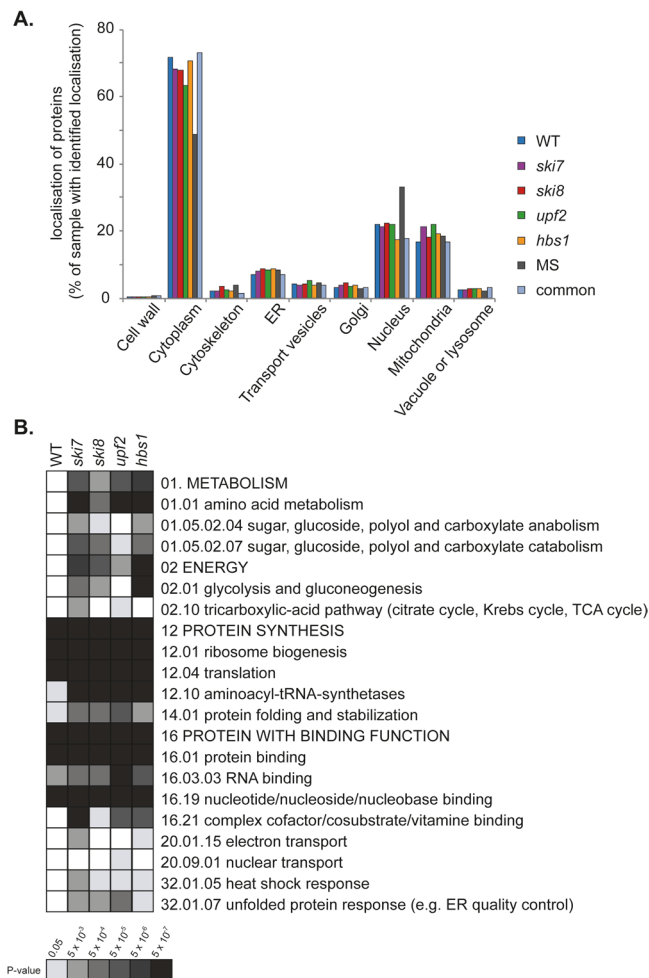 A.
localisation of proteins
(% of sample with identified localisation)
80
60
40
20
0
Cell wall
Cytoplasm
Cytoskeleton
ER
Transport vesicles
Golgi
Nucleus
Mitochondria
Vacuole or lysosome
WT
ski7
ski8
upf2
hbs1
MS
common
B.
WT
ski7
ski8
upf2
hbs1
01. METABOLISM
01.01 amino acid metabolism
01.05.02.04 sugar, glucoside, polyol and carboxylate anabolism
01.05.02.07 sugar, glucoside, polyol and carboxylate catabolism
02 ENERGY
02.01 glycolysis and gluconeogenesis
02.10 tricarboxylic-acid pathway (citrate cycle, Krebs cycle, TCA cycle)
12 PROTEIN SYNTHESIS
12.01 ribosome biogenesis
12.04 translation
12.10 aminoacyl-tRNA-synthetases
14.01 protein folding and stabilization
16 PROTEIN WITH BINDING FUNCTION
16.01 protein binding
16.03.03 RNA binding
16.19 nucleotide/nucleoside/nucleobase binding
16.21 complex cofactor/cosubstrate/vitamine binding
20.01.15 electron transport
20.09.01 nuclear transport
32.01.05 heat shock response
32.01.07 unfolded protein response (e.g. ER quality control)
P-value
0.05
5 x 10⁻³
5 x 10⁻⁴
5 x 10⁻⁵
5 x 10⁻⁶
5 x 10⁻⁷